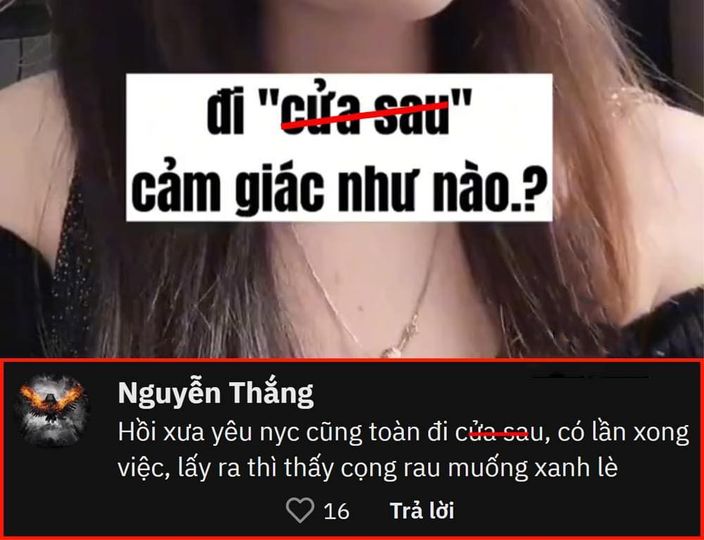 đi "cửa sau"
cảm giác như nào.?
Nguyễn Thắng
Hồi xưa yêu nyc cũng toàn đi cửa sau, có lần xong
việc, lấy ra thì thấy cọng rau muống xanh lè
16 Trả lời